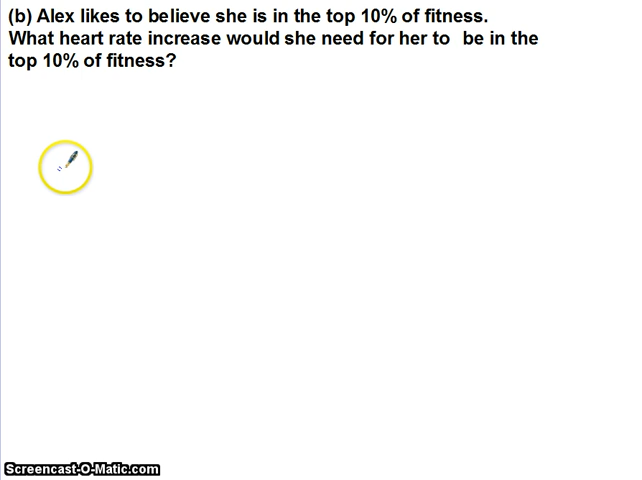 (b) Alex likes to believe she is in the top 10% of fitness.
What heart rate increase would she need for her to be in the
top 10% of fitness?
Screencast-O-Matic.com